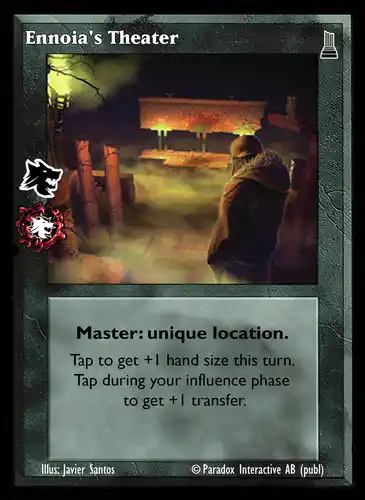 Ennoia's Theater
Master: unique location.
Tap to get +1 hand size this turn.
Tap during your influence phase
to get +1 transfer.
Illus: Javier Santos
© Paradox Interactive AB (publ)